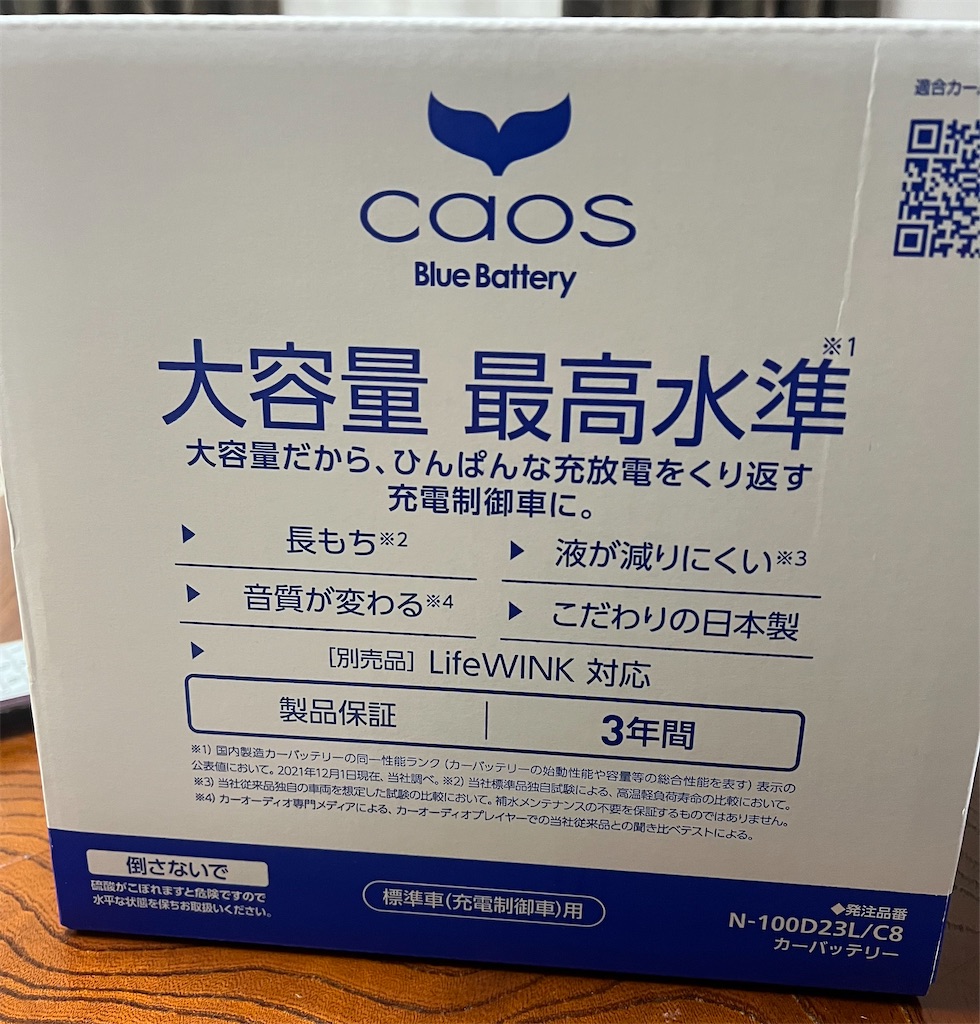 適合カー
caos
Blue Battery
大容量 最高水準※1
大容量だから、ひんぱんな充放電をくり返す
充電制御車に。
▶ 長もち※2
▶ 液が減りにくい※3
▶ 音質が変わる※4
▶ こだわりの日本製
▶ [別売品] LifeWINK 対応
製品保証 3年間
※1) 国内製造カーバッテリーの同一性能ランク (カーバッテリーの始動性能や容量等の総合性能を表す) 表示の
公表値において。2021年12月1日現在、当社調べ。※2) 当社標準品独自試験による、高温軽負荷寿命の比較において。
※3) 当社従来品独自の車両を想定した試験の比較において。補水メンテナンスの不要を保証するものではありません。
※4) カーオーディオ専門メディアによる、カーオーディオプレイヤーでの当社従来品との聞き比べテストによる。
倒さないで
硫酸がこぼれますと危険ですので
水平な状態を保ちお取扱いください。
標準車(充電制御車)用
◆発注品番
N-100D23L/C8
カーバッテリー